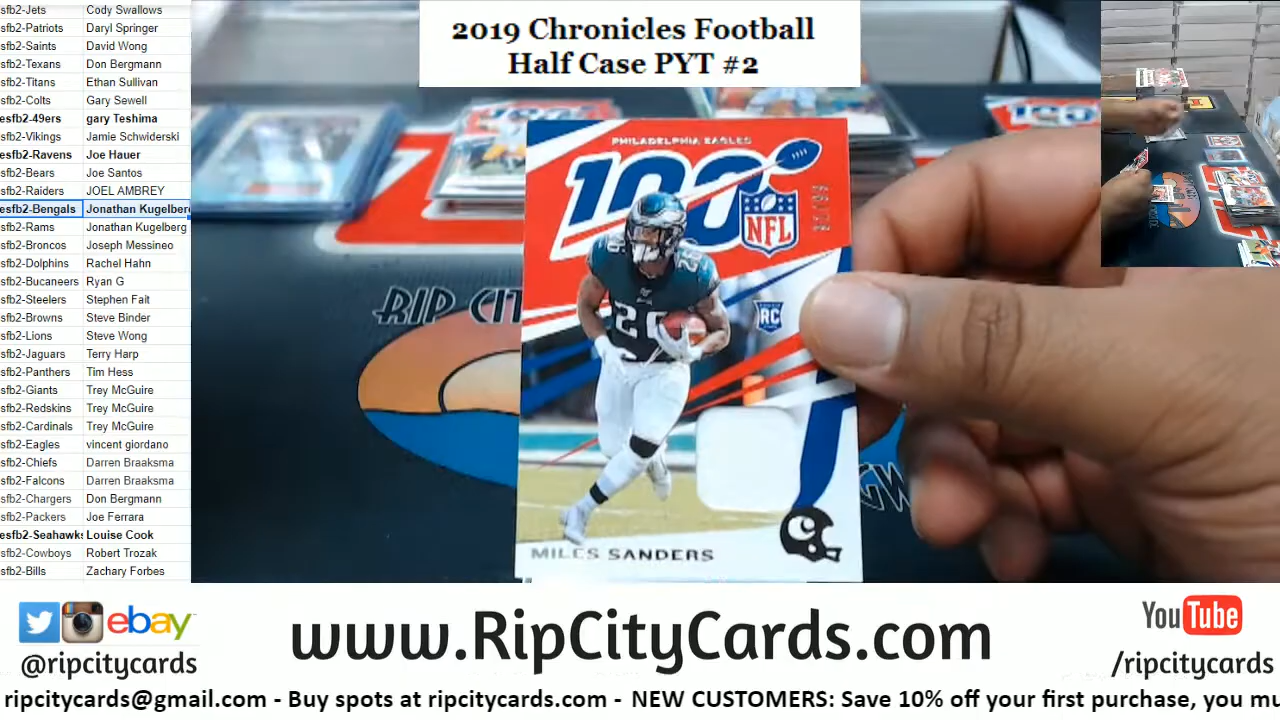 2019 Chronicles Football
Half Case PYT #2
sfb2-Jets Cody Swallows
sfb2-Patriots Daryl Springer
sfb2-Saints David Wong
sfb2-Texans Don Bergmann
sfb2-Titans Ethan Sullivan
sfb2-Colts Gary Sewell
esfb2-49ers gary Teshima
sfb2-Vikings Jamie Schwiderski
esfb2-Ravens Joe Hauer
sfb2-Bears Joe Santos
sfb2-Raiders JOEL AMBREY
esfb2-Bengals Jonathan Kugelberg
sfb2-Rams Jonathan Kugelberg
sfb2-Broncos Joseph Messineo
sfb2-Dolphins Rachel Hahn
sfb2-Bucaneers Ryan G
sfb2-Steelers Stephen Fait
sfb2-Browns Steve Binder
sfb2-Lions Steve Wong
sfb2-Jaguars Terry Harp
sfb2-Panthers Tim Hess
sfb2-Giants Trey McGuire
sfb2-Redskins Trey McGuire
sfb2-Cardinals Trey McGuire
sfb2-Eagles vincent giordano
sfb2-Chiefs Darren Braaksma
sfb2-Falcons Darren Braaksma
sfb2-Chargers Don Bergmann
sfb2-Packers Joe Ferrara
esfb2-Seahawks Louise Cook
sfb2-Cowboys Robert Trozak
sfb2-Bills Zachary Forbes
PHILADELPHIA EAGLES
100
NFL
26
RC
MILES SANDERS
RIP CIT
ebay
@ripcitycards
www.RipCityCards.com
YouTube
/ripcitycards
ripcitycards@gmail.com - Buy spots at ripcitycards.com - NEW CUSTOMERS: Save 10% off your first purchase, you mu